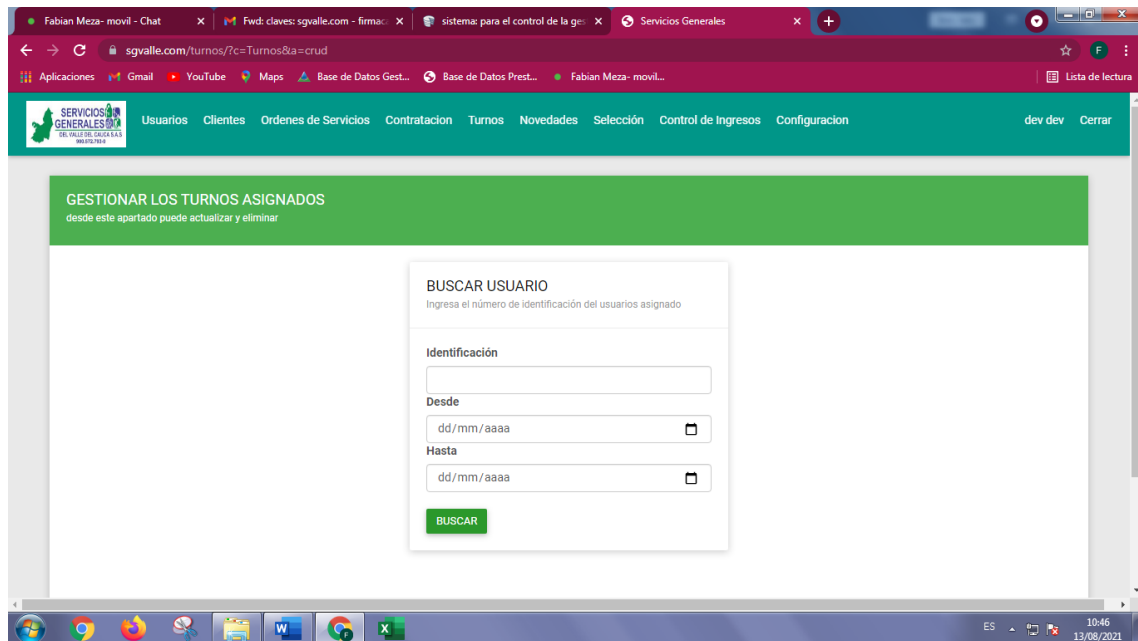 Fabian Meza- movil - Chat
Fwd: claves: sgvalle.com - firmaca
sistema: para el control de la ges
Servicios Generales
sgvalle.com/turnos/?c=Turnos&a=crud
F
Aplicaciones
Gmail
YouTube
Maps
Base de Datos Gest...
Base de Datos Prest...
Fabian Meza- movil...
Lista de lectura
SERVICIOS
GENERALES
DEL VALLE DEL CAUCA S.A.S
Usuarios
Clientes
Ordenes de Servicios
Contratacion
Turnos
Novedades
Selección
Control de Ingresos
Configuracion
dev dev
Cerrar
GESTIONAR LOS TURNOS ASIGNADOS
desde este apartado puede actualizar y eliminar
BUSCAR USUARIO
Ingresa el número de identificación del usuarios asignado
Identificación
Desde
dd/mm/aaaa
Hasta
dd/mm/aaaa
BUSCAR
ES
10:46
13/08/2021